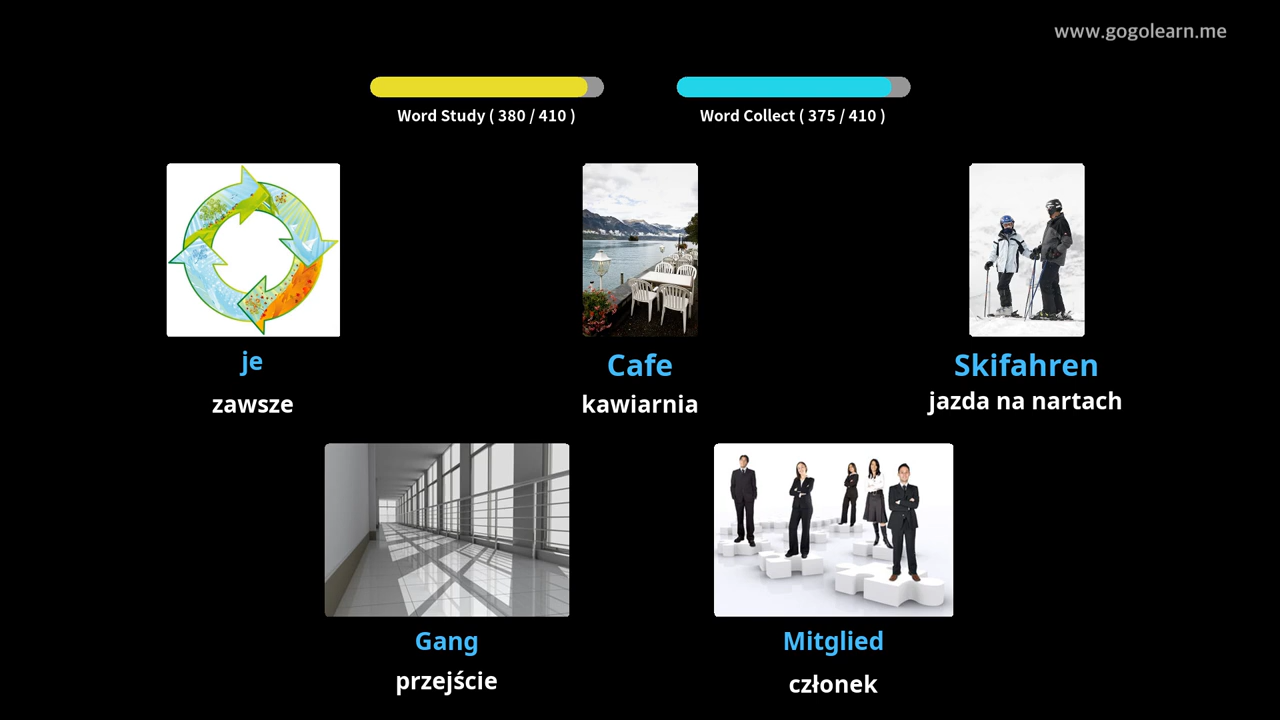 www.gogolearn.me
Word Study ( 380 / 410 )
Word Collect ( 375 / 410 )
je
zawsze
Cafe
kawiarnia
Skifahren
jazda na nartach
Gang
przejście
Mitglied
członek